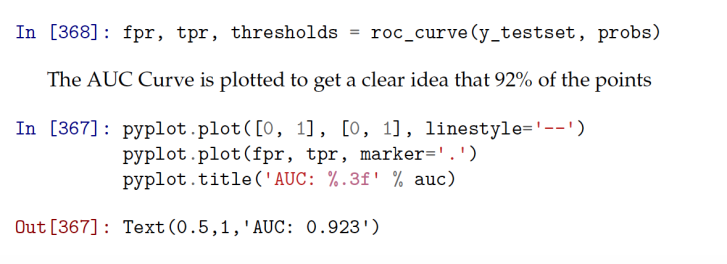 In [368]: fpr, tpr, thresholds = roc_curve(y_testset, probs)
The AUC Curve is plotted to get a clear idea that 92% of the points
In [367]: pyplot.plot([0, 1], [0, 1], linestyle='--')
pyplot.plot(fpr, tpr, marker='.')
pyplot.title('AUC: %.3f' % auc)
Out[367]: Text(0.5,1,'AUC: 0.923')